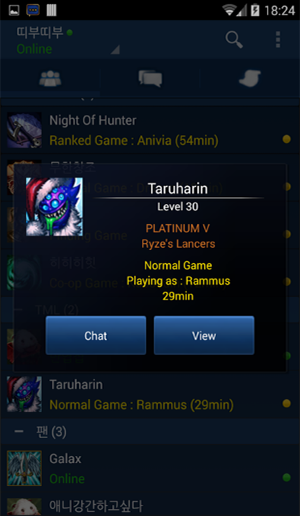 18:24
띠부띠부
Online
Night Of Hunter
Ranked Game : Anivia (54min)
Taruharin
Level 30
PLATINUM V
Ryze's Lancers
Normal Game
Playing as : Rammus
29min
Chat
View
TML (2)
Taruharin
Normal Game : Rammus (29min)
팬 (3)
Galax
Online
애니강간하고싶다